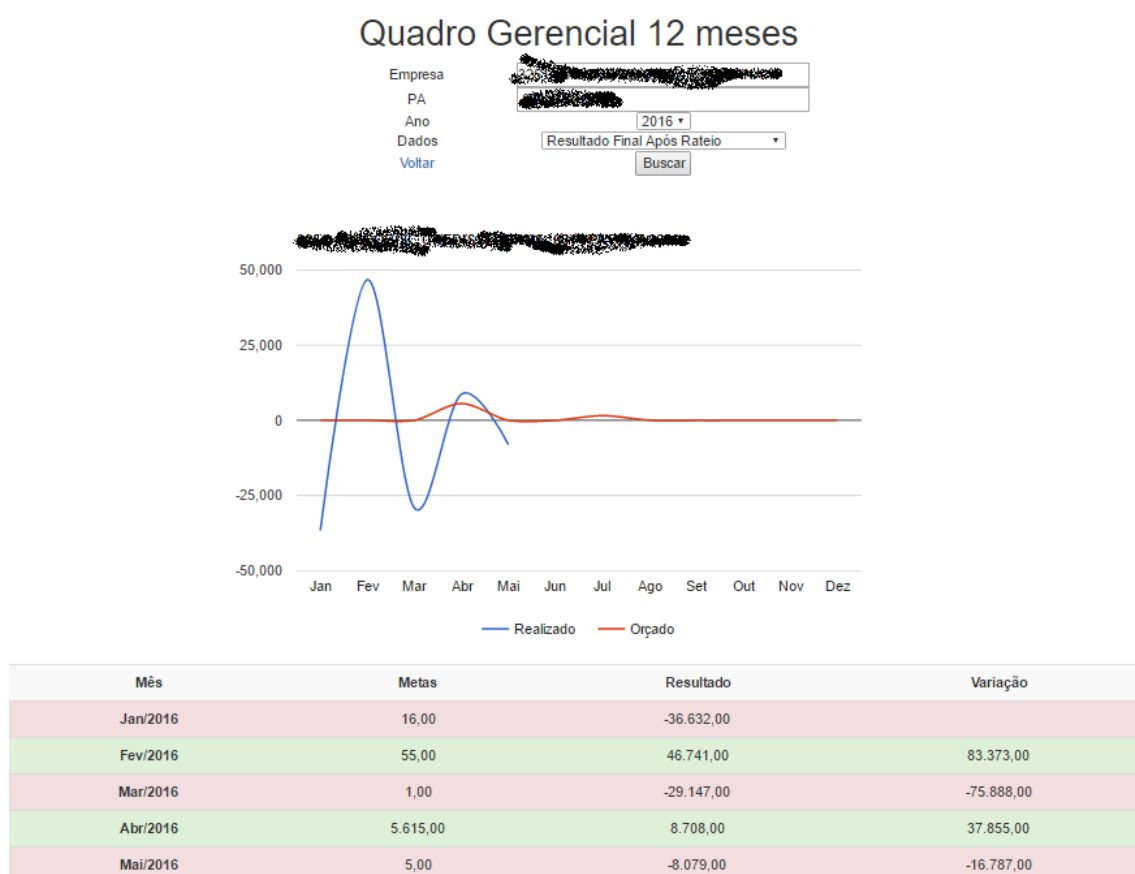 Quadro Gerencial 12 meses
Empresa
PA
Ano 2016
Dados Resultado Final Após Rateio
Voltar Buscar
50,000
25,000
0
-25,000
-50,000
Jan Fev Mar Abr Mai Jun Jul Ago Set Out Nov Dez
Realizado Orçado
Mês Metas Resultado Variação
Jan/2016 16,00 -36.632,00
Fev/2016 55,00 46.741,00 83.373,00
Mar/2016 1,00 -29.147,00 -75.888,00
Abr/2016 5.615,00 8.708,00 37.855,00
Mai/2016 5,00 -8.079,00 -16.787,00